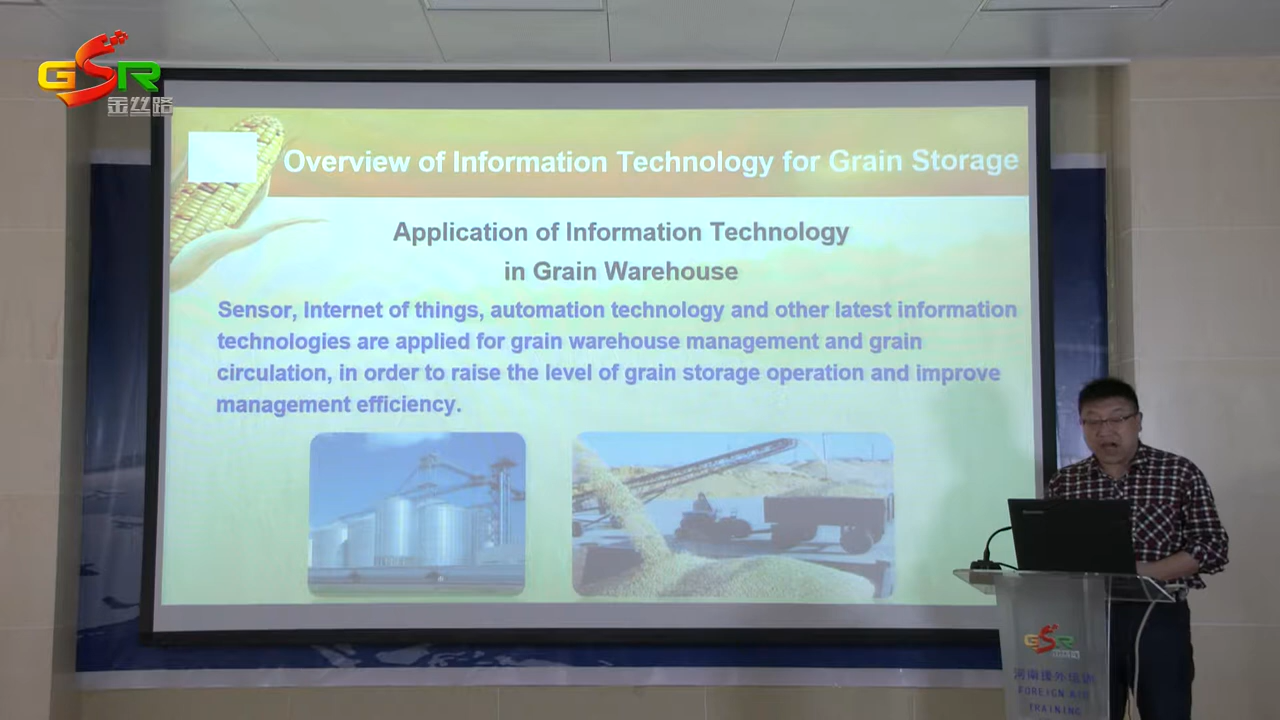 GSR
金丝路
Overview of Information Technology for Grain Storage
Application of Information Technology
in Grain Warehouse
Sensor, Internet of things, automation technology and other latest information
technologies are applied for grain warehouse management and grain
circulation, in order to raise the level of grain storage operation and improve
management efficiency.
GSR
河南援外培训
FOREIGN AID
TRAINING